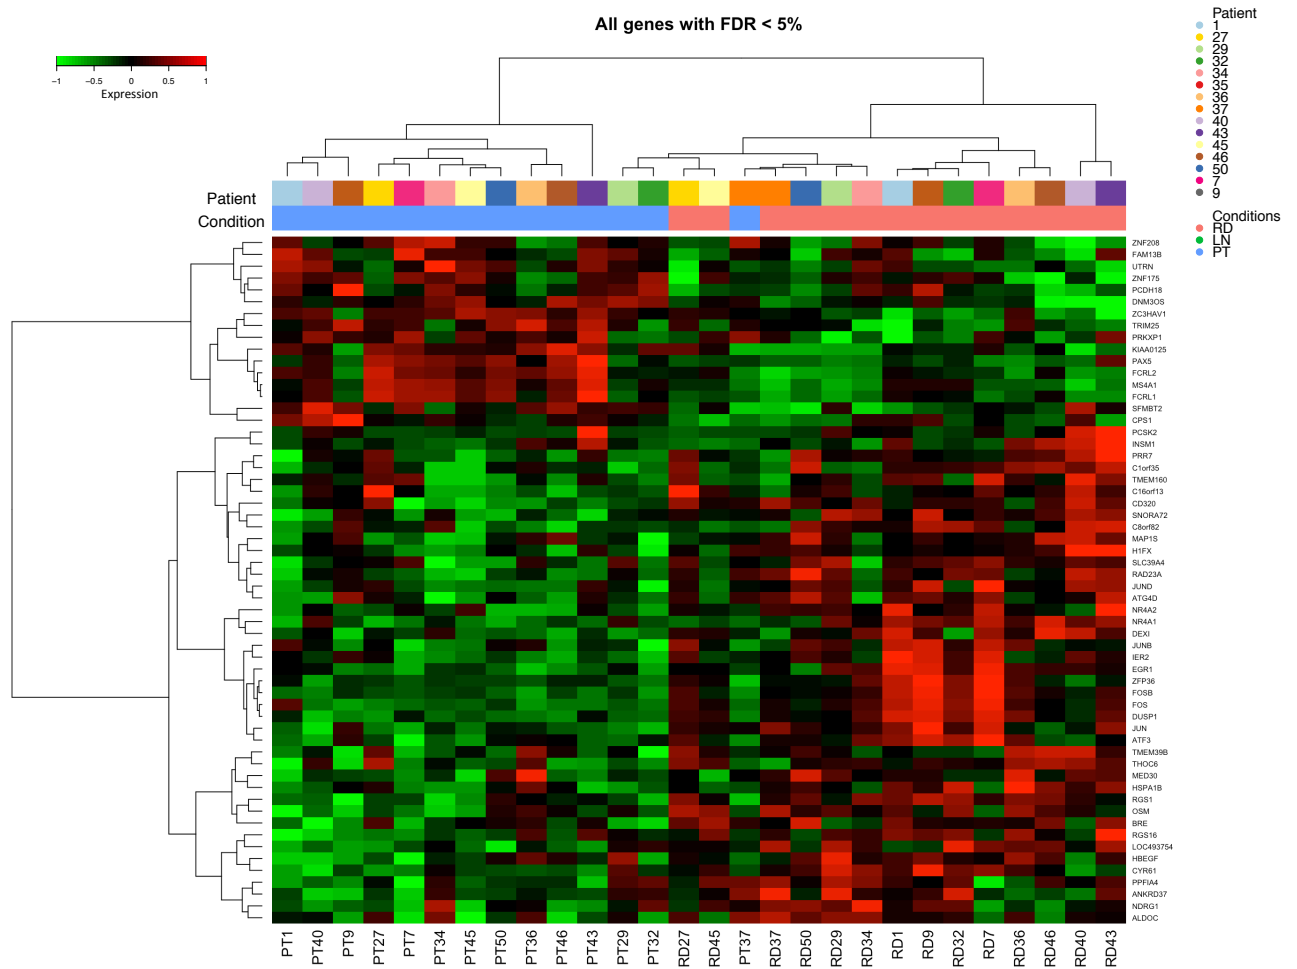 All genes with FDR < 5%
−1 −0.5 0 0.5 1
Expression
Patient
1
27
29
32
34
35
36
37
40
43
45
46
50
7
9
Conditions
RD
LN
PT
Patient
Condition
ZNF208
FAM13B
UTRN
ZNF175
PCDH18
DNM3OS
ZC3HAV1
TRIM25
PRKXP1
KIAA0125
PAX5
FCRL2
MS4A1
FCRL1
SFMBT2
CPS1
PCSK2
INSM1
PRR7
C1orf35
TMEM160
C16orf13
CD320
SNORA72
C8orf82
MAP1S
H1FX
SLC39A4
RAD23A
JUND
ATG4D
NR4A2
NR4A1
DEXI
JUNB
IER2
EGR1
ZFP36
FOSB
FOS
DUSP1
JUN
ATF3
TMEM39B
THOC6
MED30
HSPA1B
RGS1
OSM
BRE
RGS16
LOC493754
HBEGF
CYR61
PPFIA4
ANKRD37
NDRG1
ALDOC
PT1 PT40 PT9 PT27 PT7 PT34 PT45 PT50 PT36 PT46 PT43 PT29 PT32 RD27 RD45 PT37 RD37 RD50 RD29 RD34 RD1 RD9 RD32 RD7 RD36 RD46 RD40 RD43